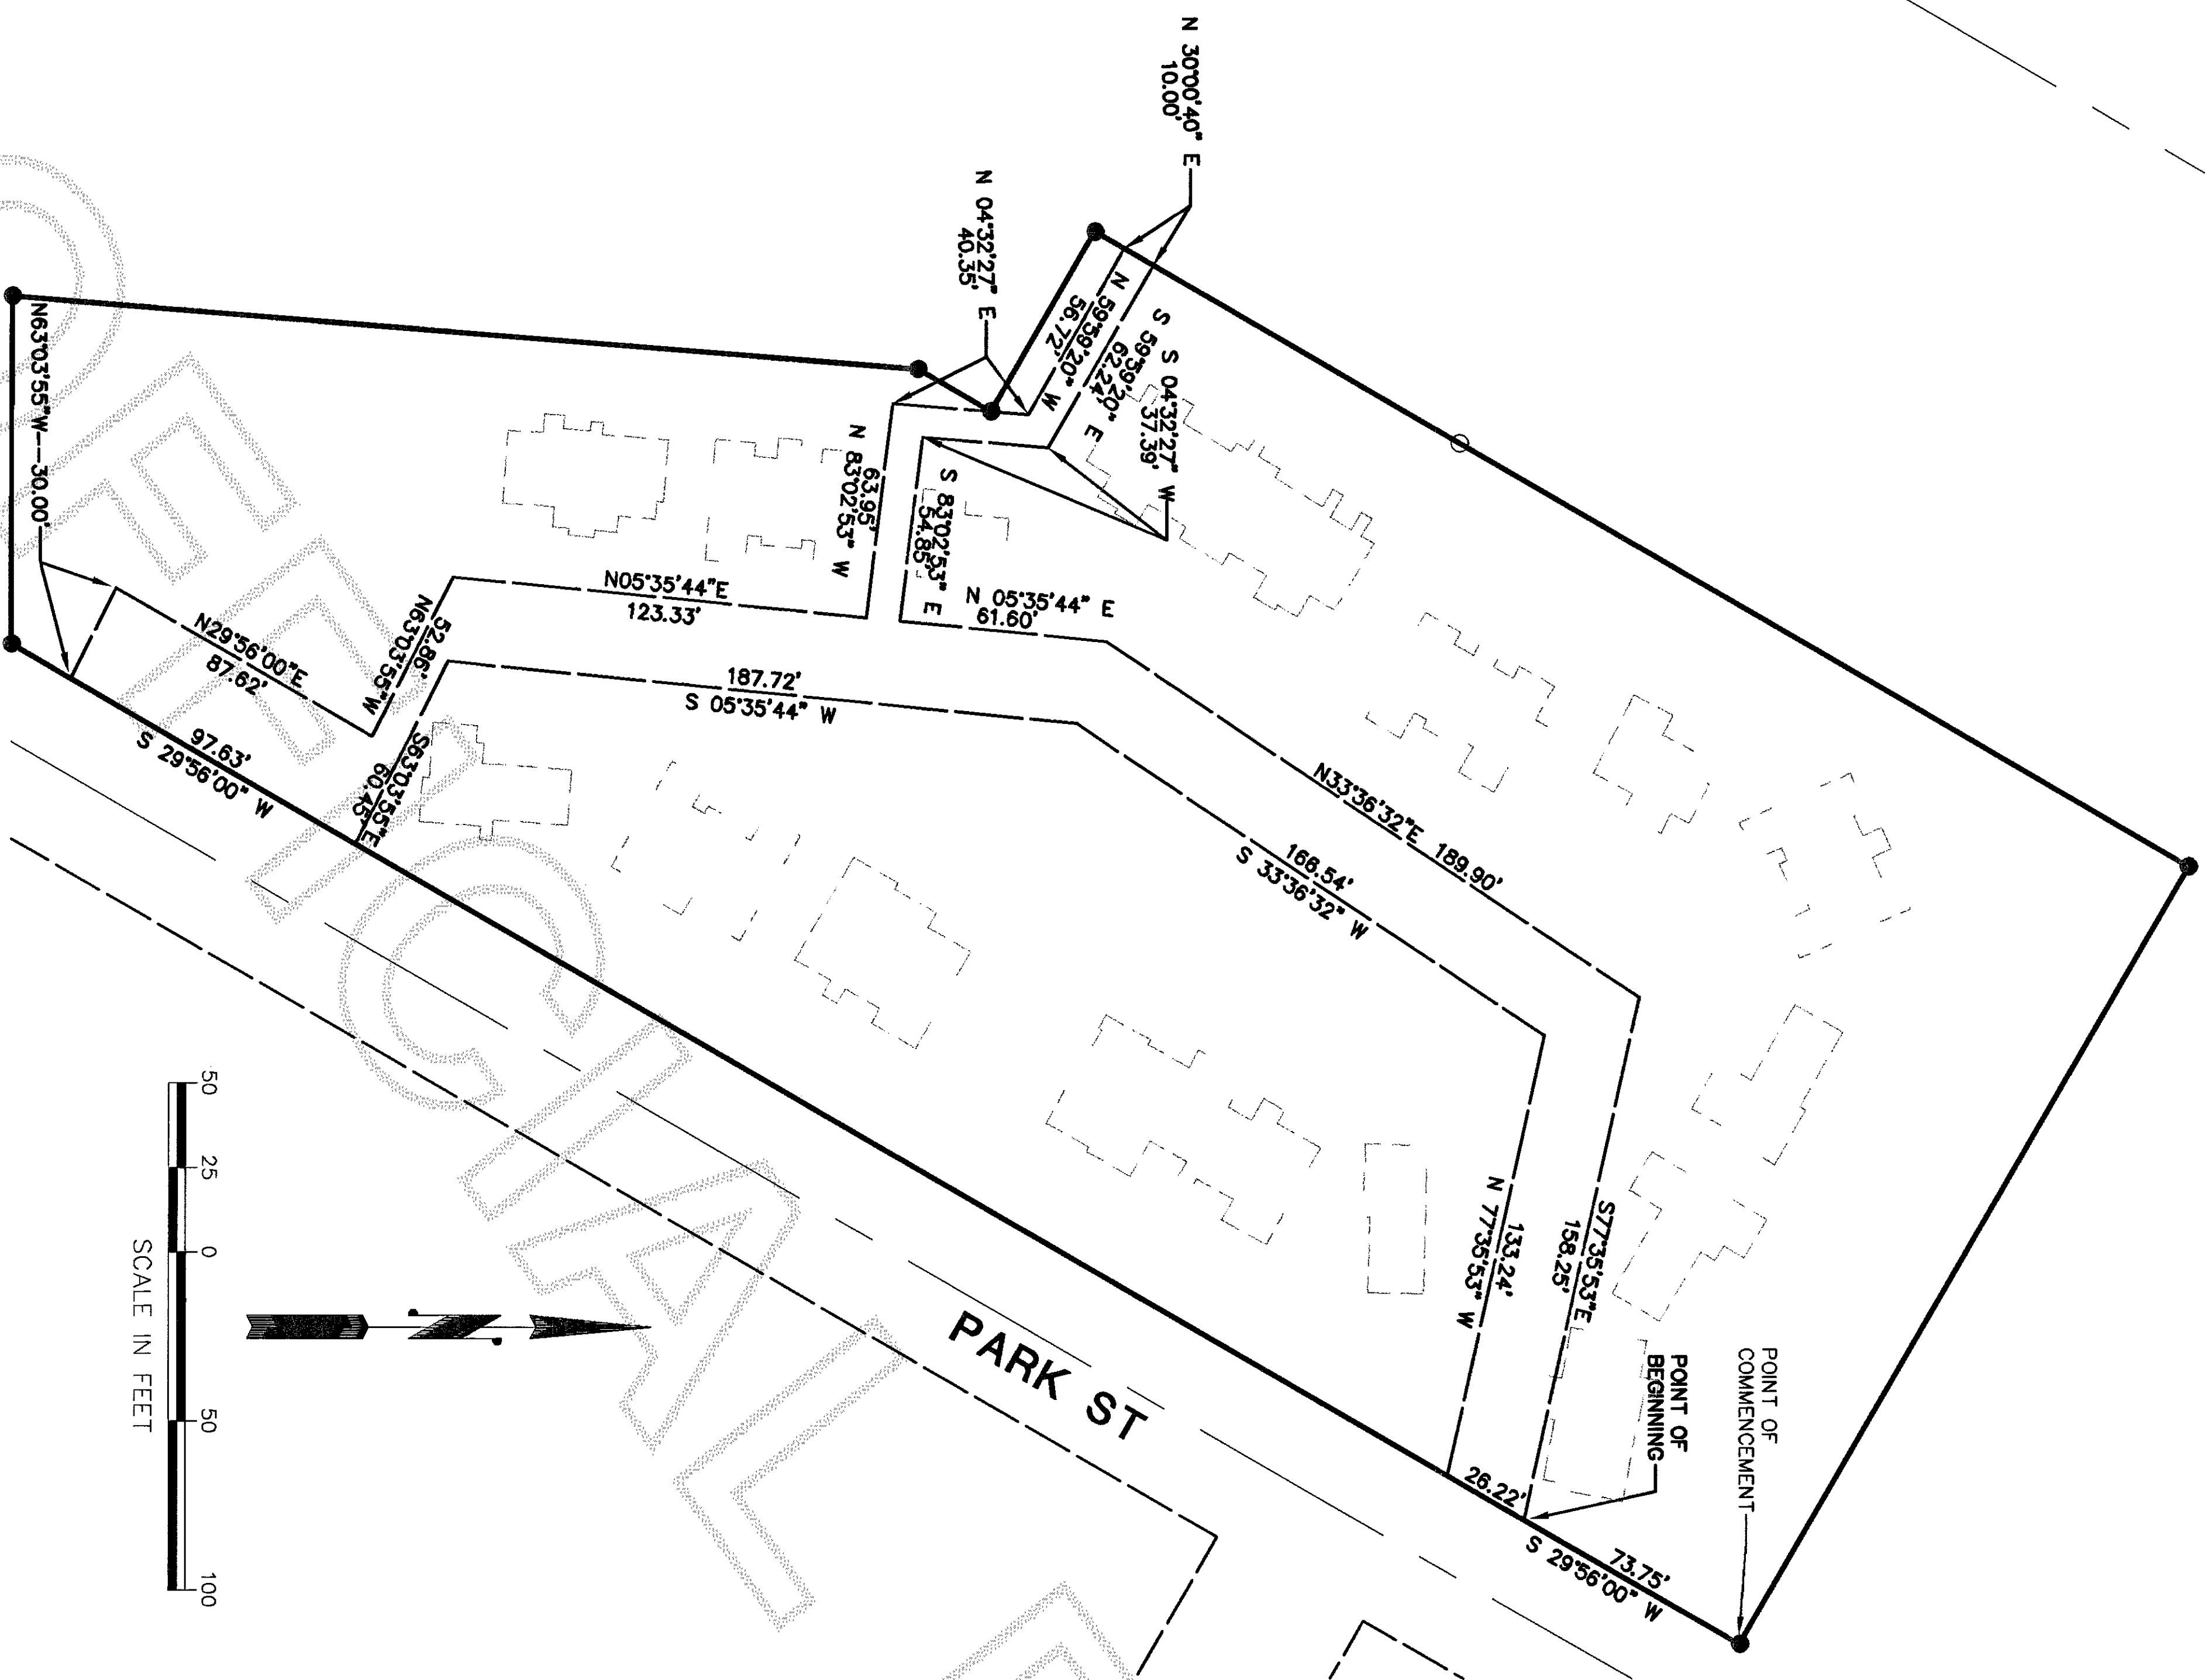 N 30°00'40" E
10.00'
N 04°32'27" E
40.35'
N 59°59'20" W
56.72'
S 59°59'20" E
62.24'
S 04°32'27" W
37.39'
N63°03'55"W
30.00'
63.95'
N 83°02'53" W
S 83°02'53" E
54.85'
N 05°35'44" E
61.60'
N05°35'44"E
123.33'
52.86'
N63°03'55"W
N29°56'00"E
87.62'
97.63'
S 29°56'00" W
S63°03'55"E
60.45'
187.72'
S 05°35'44" W
N33°36'32"E 189.90'
166.54'
S 33°36'32" W
133.24'
N 77°35'53" W
S77°35'53"E
158.25'
POINT OF
BEGINNING
POINT OF
COMMENCEMENT
26.22'
73.75'
S 29°56'00" W
PARK ST
50 25 0 50 100
SCALE IN FEET